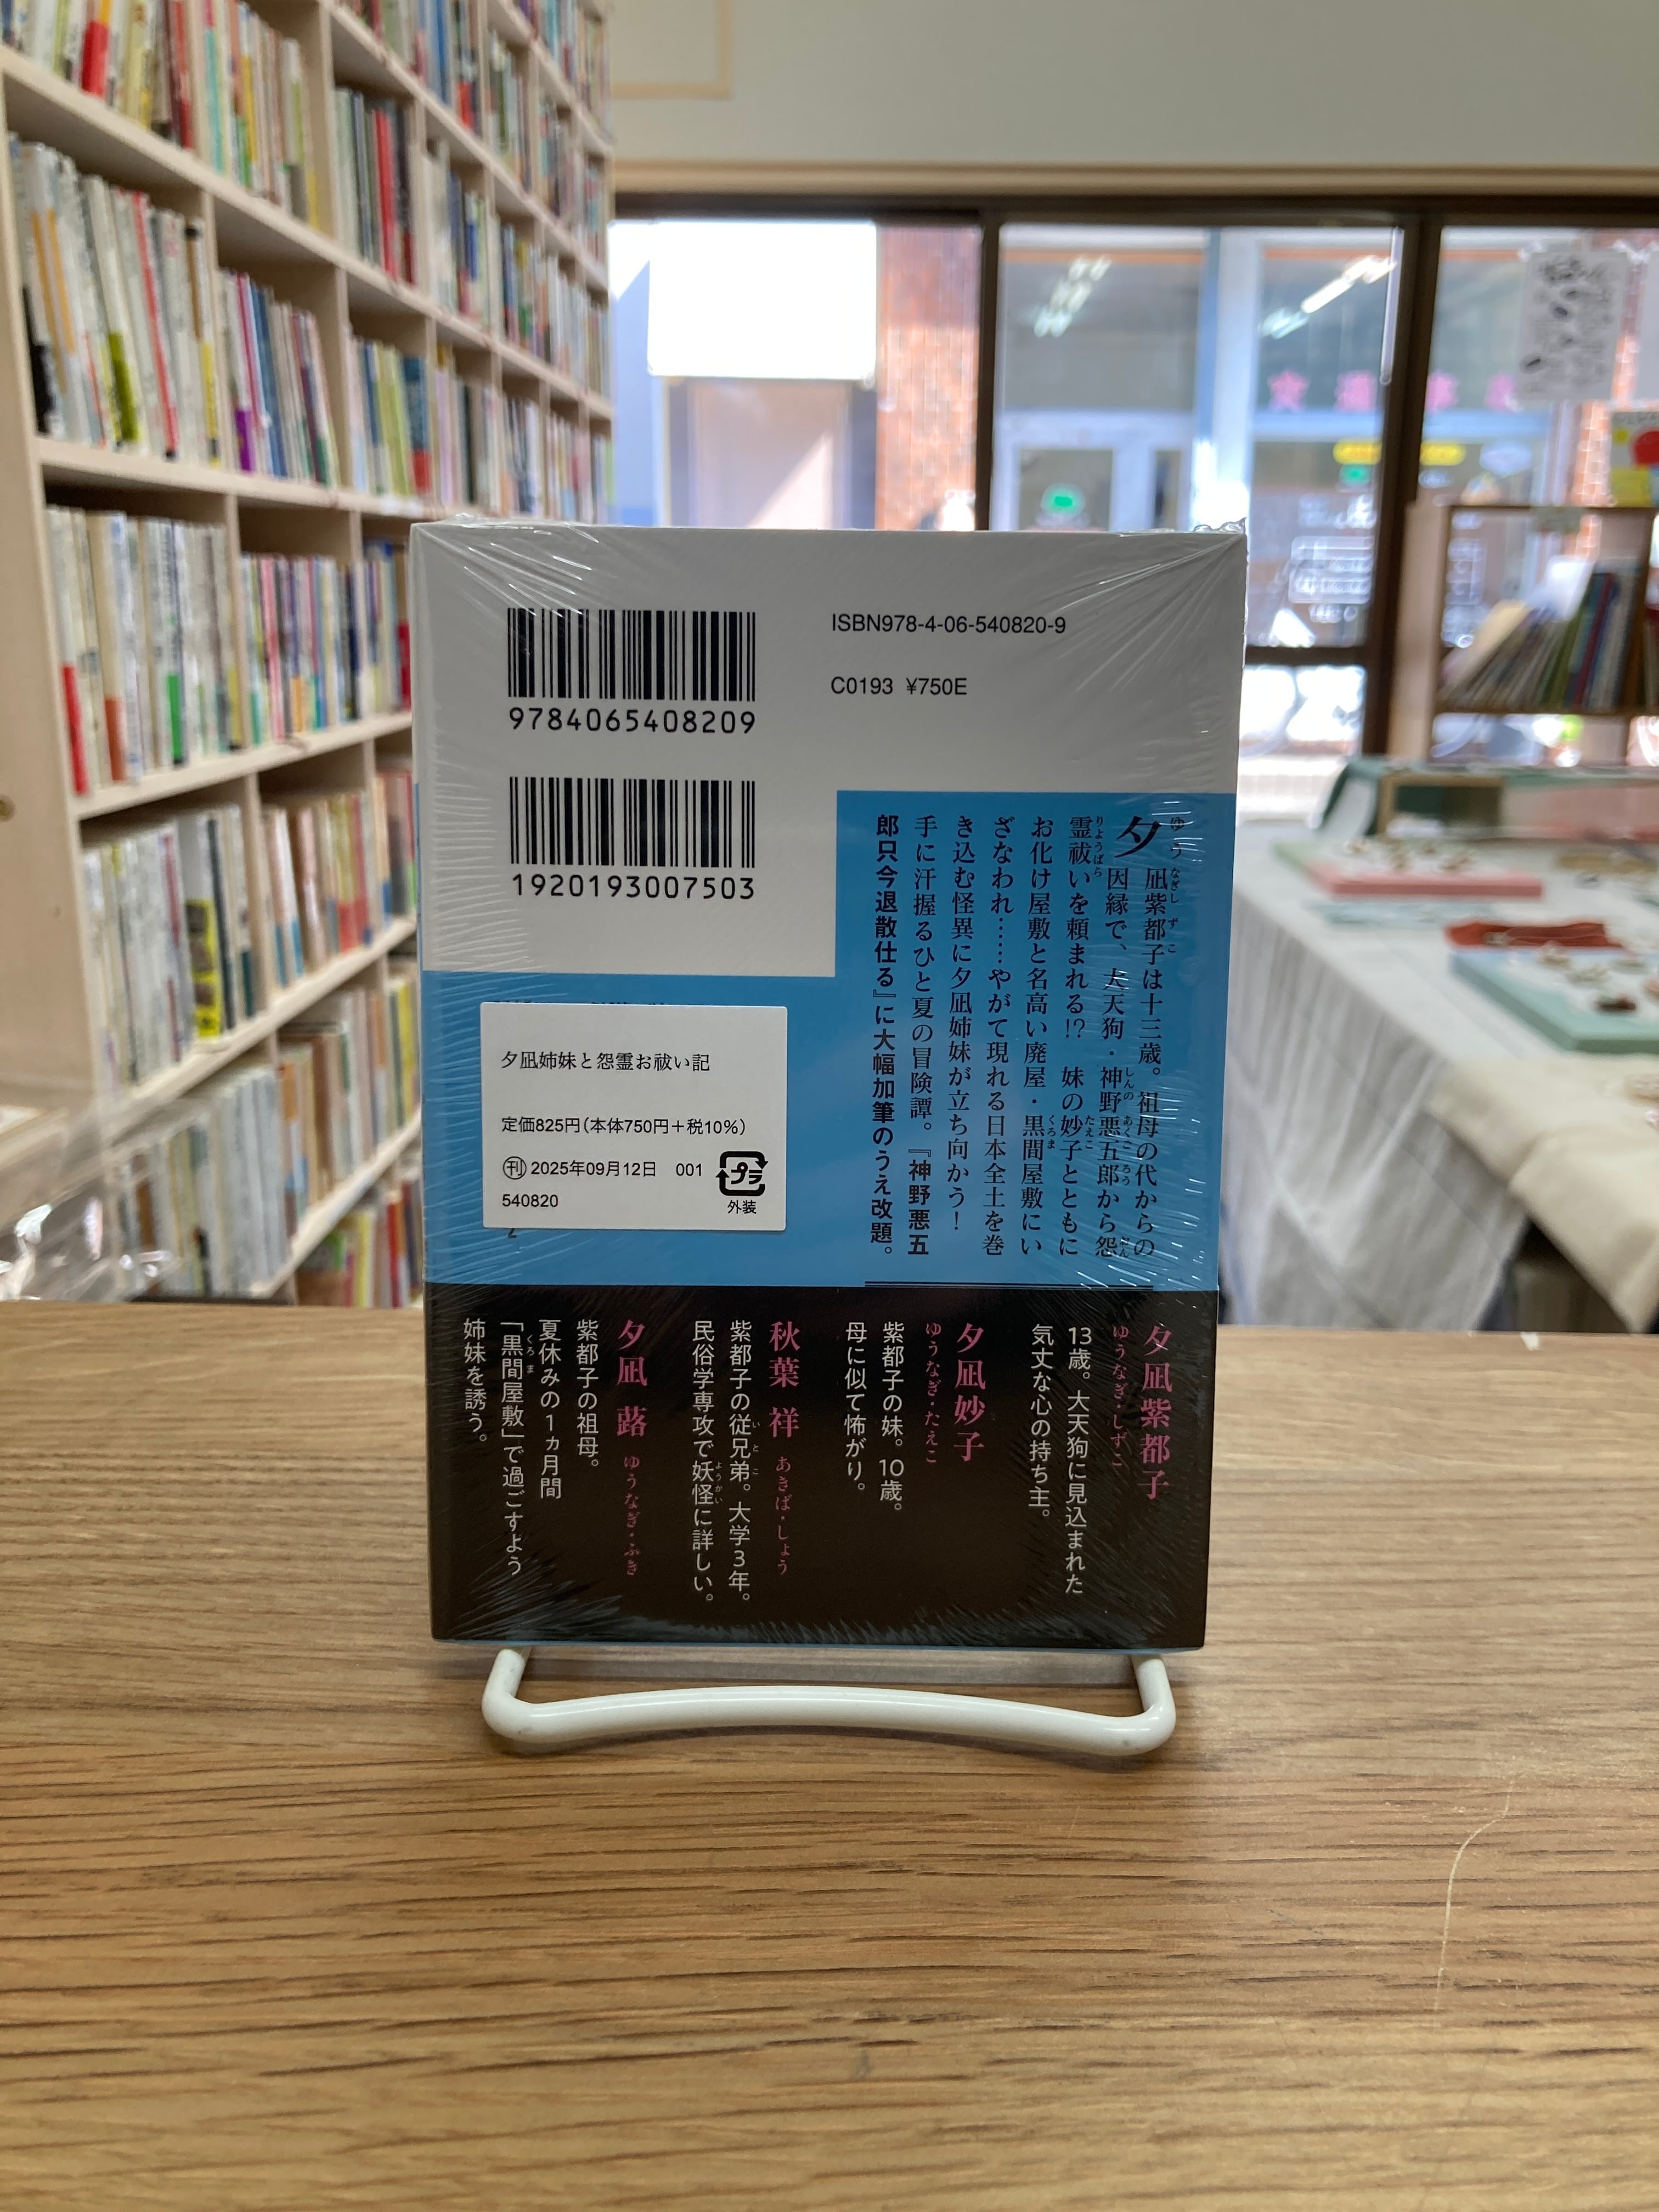 ISBN978-4-06-540820-9
C0193 ¥750E
9784065408209
1920193007503
夕凪紫都子は十三歳。祖母の代からの
因縁で、大天狗・神野悪五郎から怨
霊祓いを頼まれる!? 妹の妙子とともに
お化け屋敷と名高い廃屋・黒間屋敷にい
ざなわれ……やがて現れる日本全土を巻
き込む怪異に夕凪姉妹が立ち向かう!
手に汗握るひと夏の冒険譚。『神野悪五
郎只今退散仕る』に大幅加筆のうえ改題。
夕凪姉妹と怨霊お祓い記
定価825円(本体750円+税10%)
刊 2025年09月12日 001
540820
プラ
外装
夕凪紫都子
ゆうなぎ・しずこ
13歳。大天狗に見込まれた
気丈な心の持ち主。
夕凪妙子
ゆうなぎ・たえこ
紫都子の妹。10歳。
母に似て怖がり。
秋葉 祥 あきば・しょう
紫都子の従兄弟。大学3年。
民俗学専攻で妖怪に詳しい。
夕凪 蕗 ゆうなぎ・ふき
紫都子の祖母。
夏休みの1ヵ月間
「黒間屋敷」で過ごすよう
姉妹を誘う。